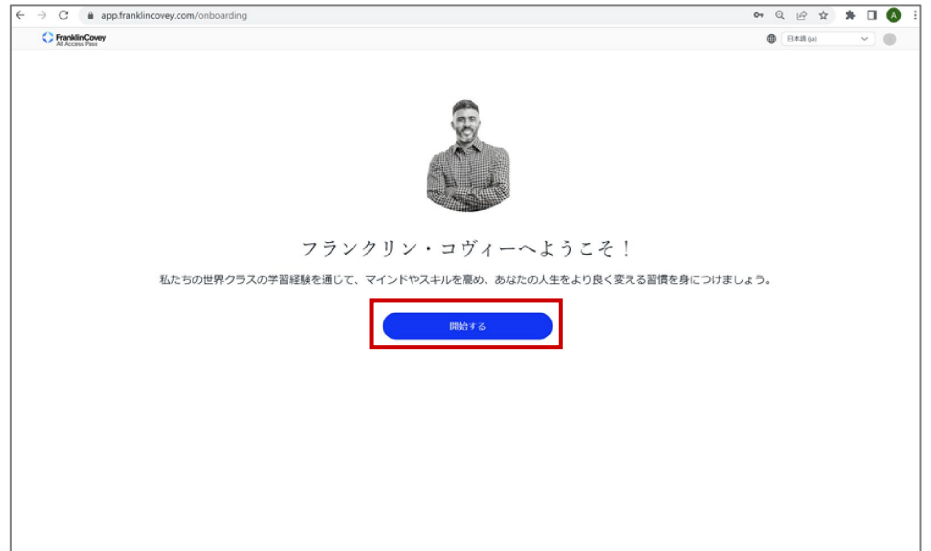 app.franklincovey.com/onboarding
A
FranklinCovey
All Access Pass
日本語 (ja)
フランクリン・コヴィーへようこそ！
私たちの世界クラスの学習経験を通じて、マインドやスキルを高め、あなたの人生をより良く変える習慣を身につけましょう。
開始する